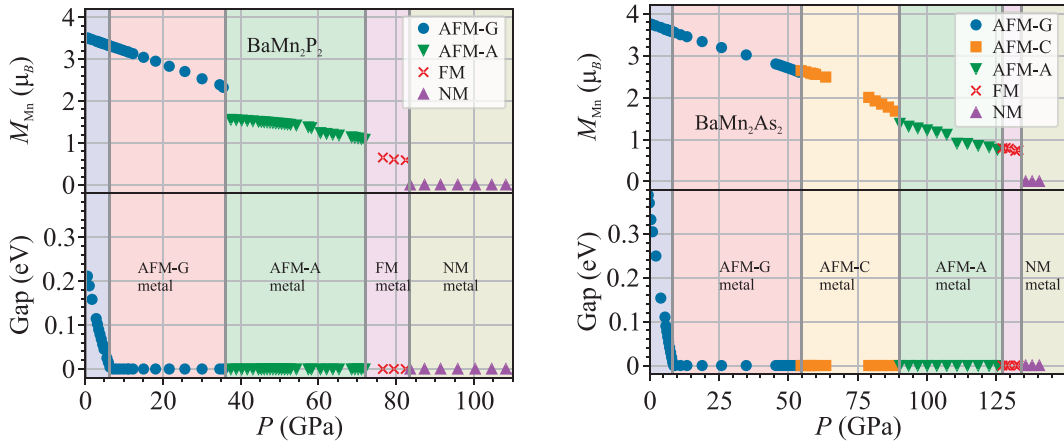 4
3
2
1
0
M_Mn (μ_B)
BaMn₂P₂
AFM-G
AFM-A
FM
NM
0.3
0.2
0.1
0
Gap (eV)
AFM-G
metal
AFM-A
metal
FM
metal
NM
metal
0 20 40 60 80 100
P (GPa)
4
3
2
1
0
M_Mn (μ_B)
BaMn₂As₂
AFM-G
AFM-C
AFM-A
FM
NM
0.3
0.2
0.1
0
Gap (eV)
AFM-G
metal
AFM-C
metal
AFM-A
metal
NM
metal
0 25 50 75 100 125
P (GPa)